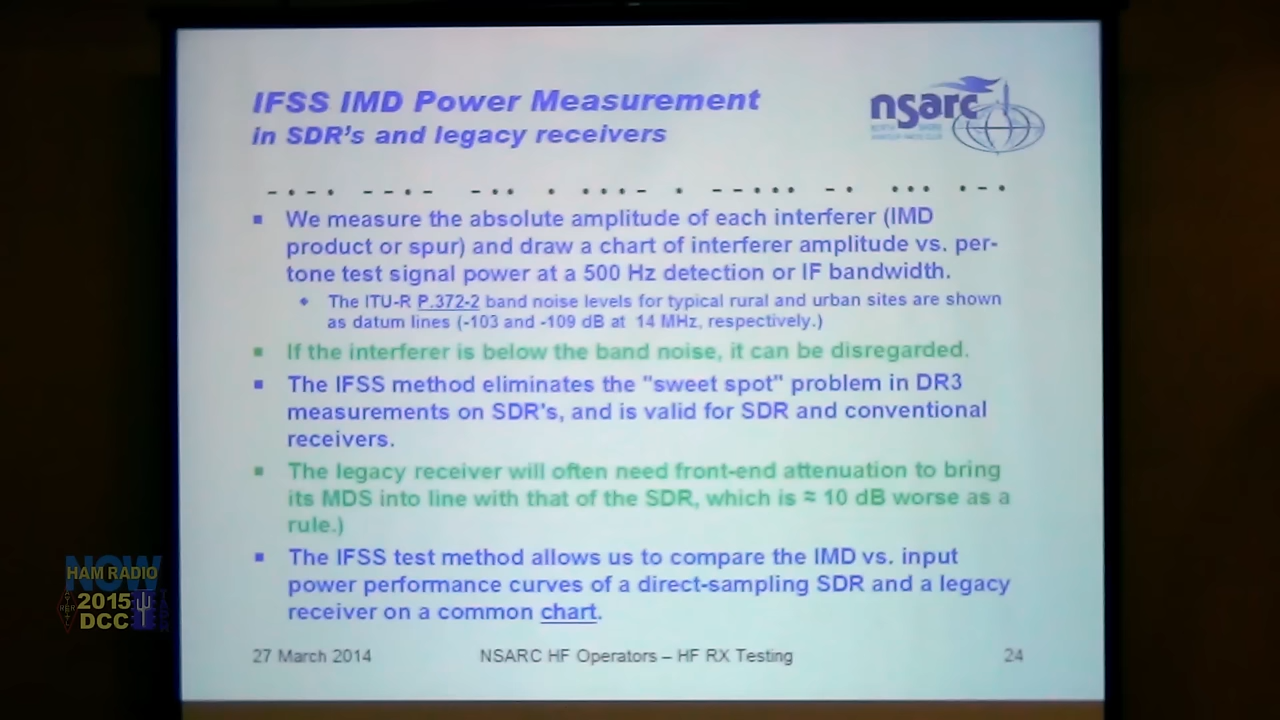 IFSS IMD Power Measurement
in SDR's and legacy receivers
nsarc
We measure the absolute amplitude of each interferer (IMD
product or spur) and draw a chart of interferer amplitude vs. per-
tone test signal power at a 500 Hz detection or IF bandwidth.
The ITU-R P.372-2 band noise levels for typical rural and urban sites are shown
as datum lines (-103 and -109 dB at 14 MHz, respectively.)
If the interferer is below the band noise, it can be disregarded.
The IFSS method eliminates the "sweet spot" problem in DR3
measurements on SDR's, and is valid for SDR and conventional
receivers.
The legacy receiver will often need front-end attenuation to bring
its MDS into line with that of the SDR, which is ≈ 10 dB worse as a
rule.)
The IFSS test method allows us to compare the IMD vs. input
power performance curves of a direct-sampling SDR and a legacy
receiver on a common chart.
27 March 2014 NSARC HF Operators – HF RX Testing 24
NOW
HAM RADIO
2015
DCC